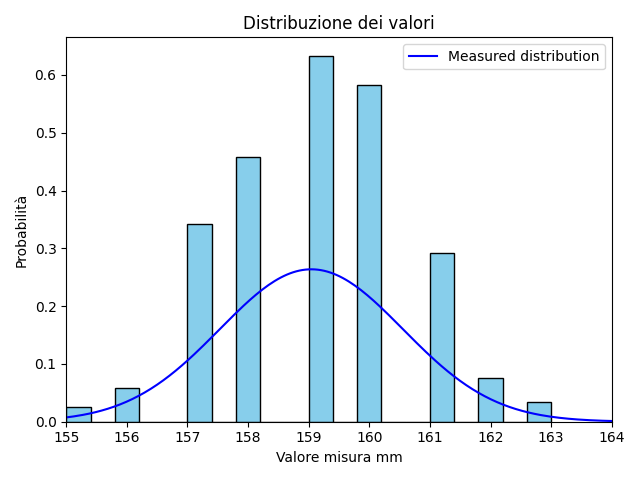 Distribuzione dei valori
Measured distribution
Probabilità
0.6
0.5
0.4
0.3
0.2
0.1
0.0
155 156 157 158 159 160 161 162 163 164
Valore misura mm